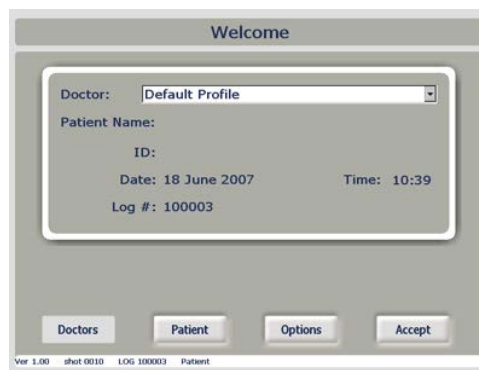 Welcome
Doctor: Default Profile
Patient Name:
ID:
Date: 18 June 2007 Time: 10:39
Log #: 100003
Doctors Patient Options Accept
Ver 1.00 shot 0010 LOG 100003 Patient